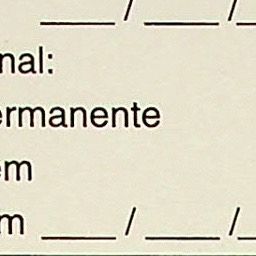 ____ / ____ / _
nal:
ermanente
em
m ____ / ____ / _